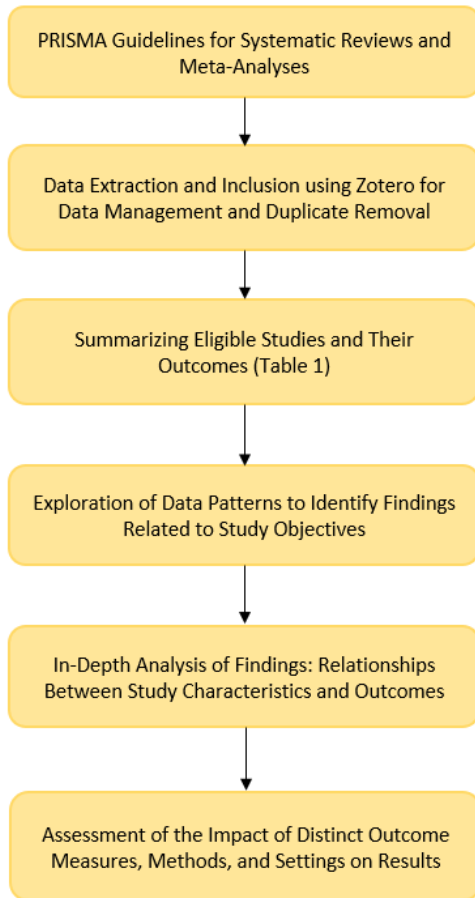 PRISMA Guidelines for Systematic Reviews and
Meta-Analyses
Data Extraction and Inclusion using Zotero for
Data Management and Duplicate Removal
Summarizing Eligible Studies and Their
Outcomes (Table 1)
Exploration of Data Patterns to Identify Findings
Related to Study Objectives
In-Depth Analysis of Findings: Relationships
Between Study Characteristics and Outcomes
Assessment of the Impact of Distinct Outcome
Measures, Methods, and Settings on Results